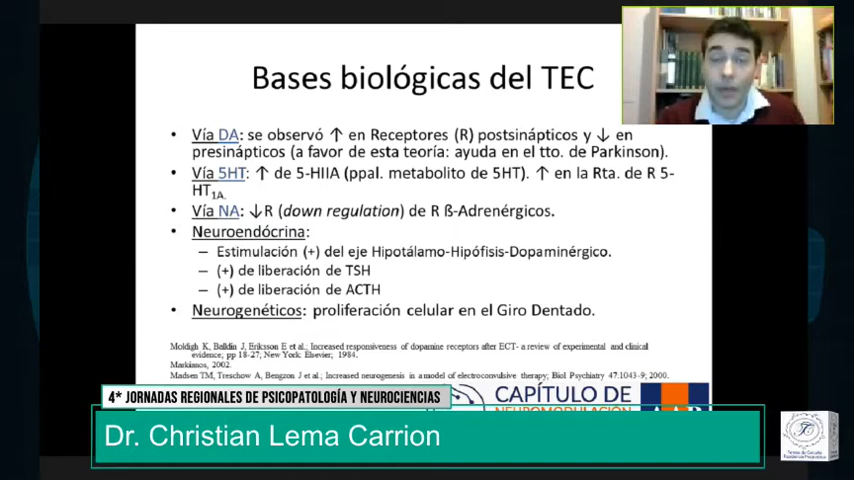 Bases biológicas del TEC
• Vía DA: se observó ↑ en Receptores (R) postsinápticos y ↓ en
presinápticos (a favor de esta teoría: ayuda en el tto. de Parkinson).
• Vía 5HT: ↑ de 5-HIIA (ppal. metabolito de 5HT). ↑ en la Rta. de R 5-
HT1A.
• Vía NA: ↓R (down regulation) de R ß-Adrenérgicos.
• Neuroendócrina:
– Estimulación (+) del eje Hipotálamo-Hipófisis-Dopaminérgico.
– (+) de liberación de TSH
– (+) de liberación de ACTH
• Neurogenéticos: proliferación celular en el Giro Dentado.
Moldigh K, Balldin J, Eriksson E et al.: Increased responsiveness of dopamine receptors after ECT- a review of experimental and clinical
evidence; pp 18-27; New York: Elsevier; 1984.
Markianos, 2002.
Madsen TM, Treschow A, Bengzon J et al.; Increased neurogenesis in a model of electroconvulsive therapy; Biol Psychiatry 47:1043-9; 2000.
CAPÍTULO DE
NEUROMODULACIÓN
4* JORNADAS REGIONALES DE PSICOPATOLOGÍA Y NEUROCIENCIAS
Dr. Christian Lema Carrion